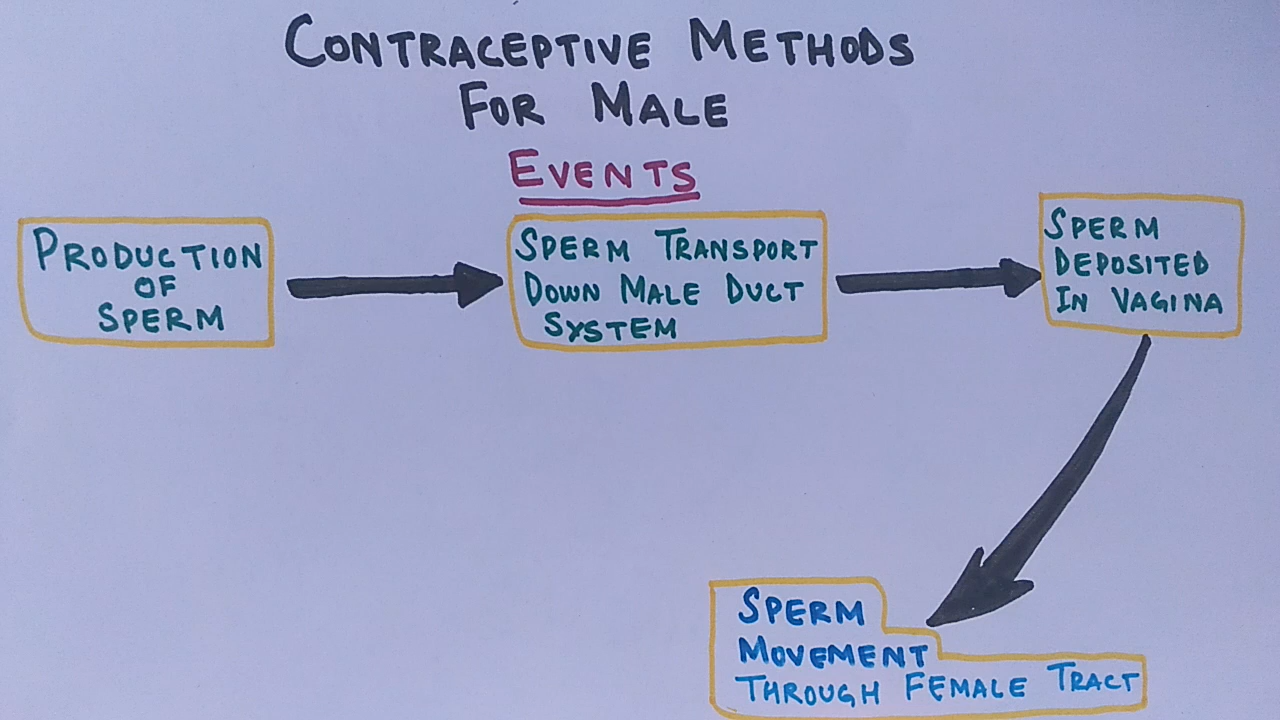 CONTRACEPTIVE METHODS
FOR MALE
EVENTS
PRODUCTION
OF
SPERM
SPERM TRANSPORT
DOWN MALE DUCT
SYSTEM
SPERM
DEPOSITED
IN VAGINA
SPERM
MOVEMENT
THROUGH FEMALE TRACT